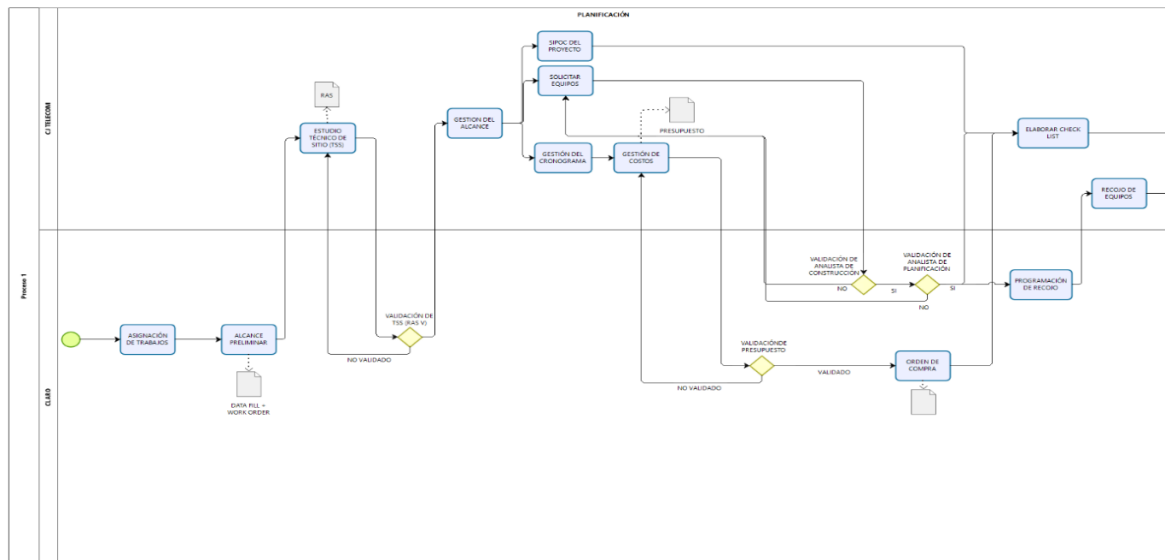 PLANIFICACIÓN
Proceso 1
CJ TELECOM
SIPOC DEL
PROYECTO
SOLICITAR
EQUIPOS
RAS
GESTION DEL
ALCANCE
PRESUPUESTO
ESTUDIO
TÉCNICO DE
SITIO (TSS)
GESTIÓN DEL
CRONOGRAMA
GESTIÓN DE
COSTOS
ELABORAR CHECK
LIST
RECOJO DE
EQUIPOS
CLARO
VALIDACIÓN DE
ANALISTA DE
CONSTRUCCIÓN
VALIDACIÓN DE
ANALISTA DE
PLANIFICACIÓN
NO
SI
SI
NO
PROGRAMACIÓN
DE RECOJO
ASIGNACIÓN
DE TRABAJOS
ALCANCE
PRELIMINAR
VALIDACIÓN DE
TSS (RAS V)
NO VALIDADO
VALIDACIÓNDE
PRESUPUESTO
NO VALIDADO
VALIDADO
ORDEN DE
COMPRA
DATA FILL +
WORK ORDER